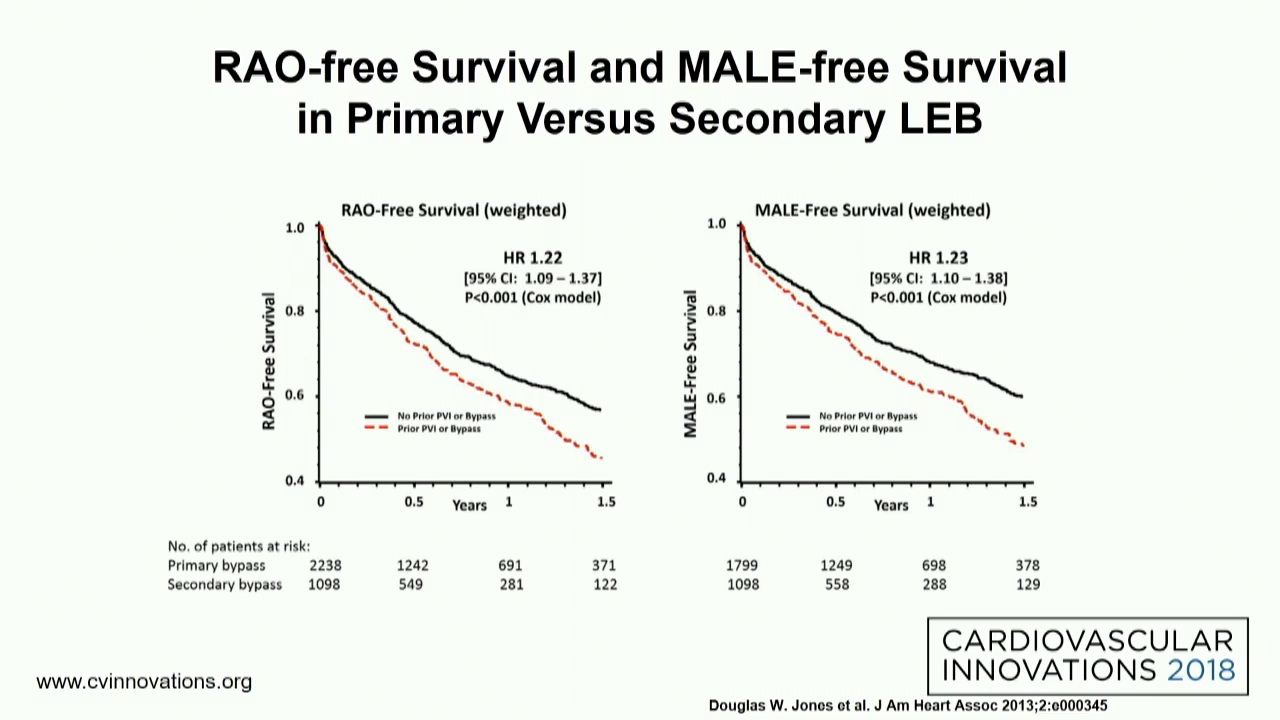 RAO-free Survival and MALE-free Survival
in Primary Versus Secondary LEB
RAO-Free Survival (weighted)
HR 1.22
[95% CI: 1.09 – 1.37]
P<0.001 (Cox model)
RAO-Free Survival
1.0
0.8
0.6
0.4
No Prior PVI or Bypass
Prior PVI or Bypass
0 0.5 Years 1 1.5
MALE-Free Survival (weighted)
HR 1.23
[95% CI: 1.10 – 1.38]
P<0.001 (Cox model)
MALE-Free Survival
1.0
0.8
0.6
0.4
No Prior PVI or Bypass
Prior PVI or Bypass
0 0.5 Years 1 1.5
No. of patients at risk:
Primary bypass 2238 1242 691 371 1799 1249 698 378
Secondary bypass 1098 549 281 122 1098 558 288 129
CARDIOVASCULAR
INNOVATIONS 2018
www.cvinnovations.org
Douglas W. Jones et al. J Am Heart Assoc 2013;2:e000345